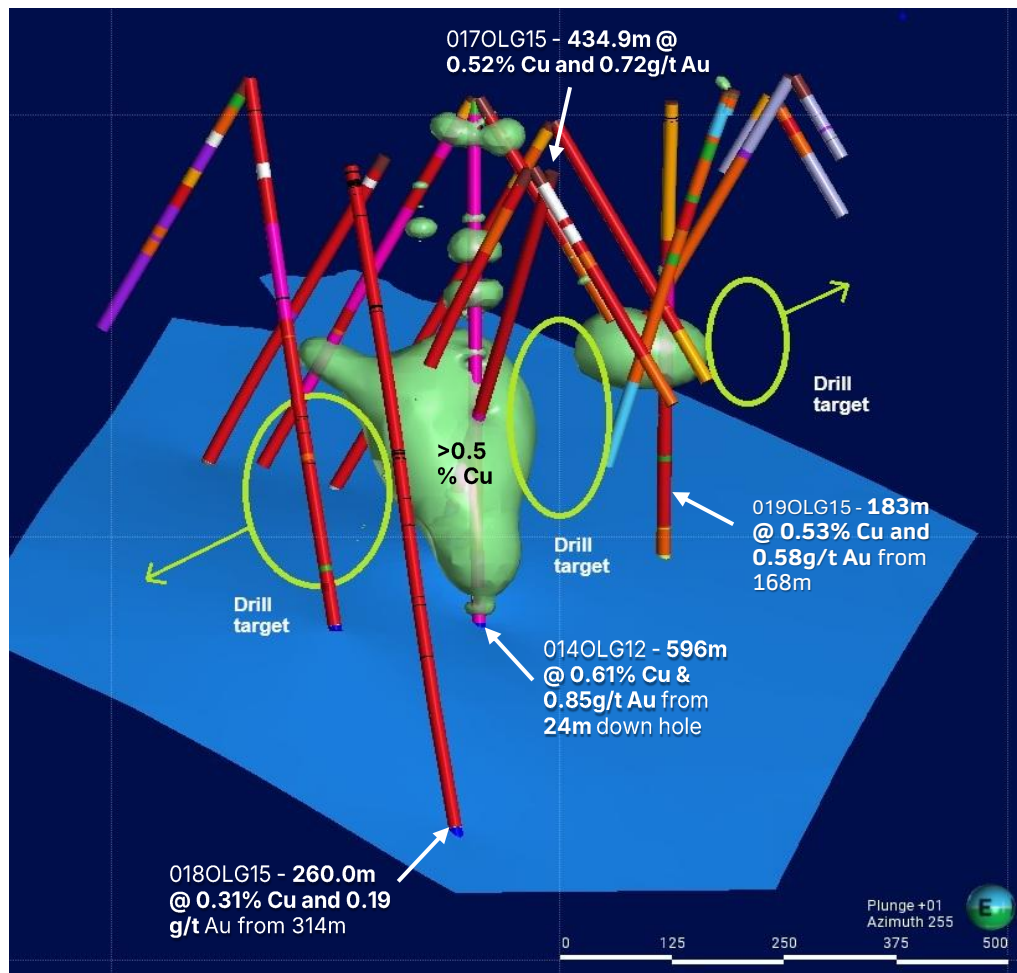 017OLG15 - 434.9m @
0.52% Cu and 0.72g/t Au
Drill
target
>0.5
% Cu
019OLG15 - 183m
@ 0.53% Cu and
0.58g/t Au from
168m
Drill
target
Drill
target
014OLG12 - 596m
@ 0.61% Cu &
0.85g/t Au from
24m down hole
018OLG15 - 260.0m
@ 0.31% Cu and 0.19
g/t Au from 314m
Plunge +01
Azimuth 255
E
0 125 250 375 500